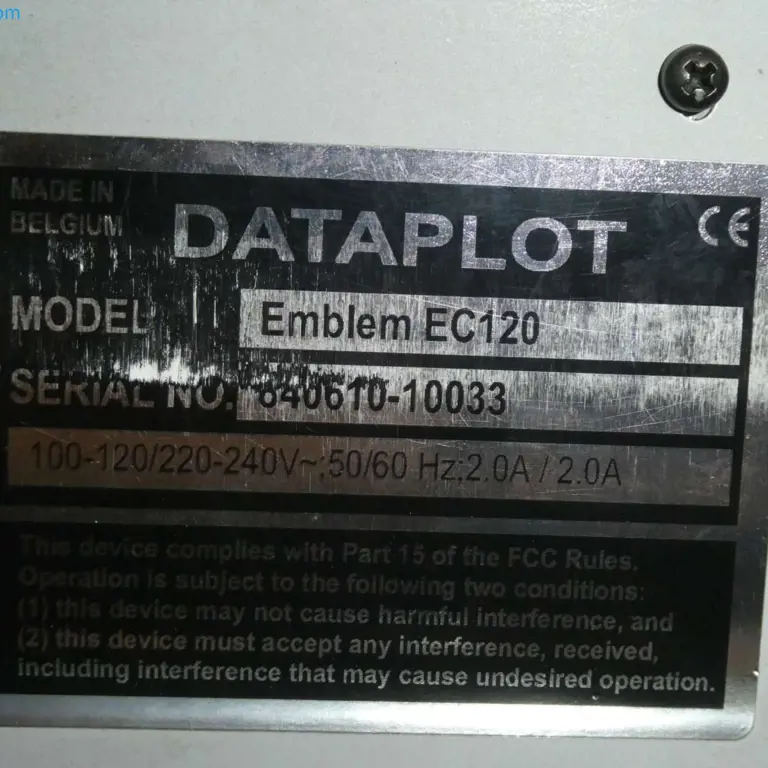 om
MADE IN
BELGIUM
DATAPLOT
CE
MODEL Emblem EC120
SERIAL NO. 640610-10033
100-120/220-240V~;50/60 Hz;2.0A / 2.0A
This device complies with Part 15 of the FCC Rules.
Operation is subject to the following two conditions:
(1) this device may not cause harmful interference, and
(2) this device must accept any interference, received,
including interference that may cause undesired operation.